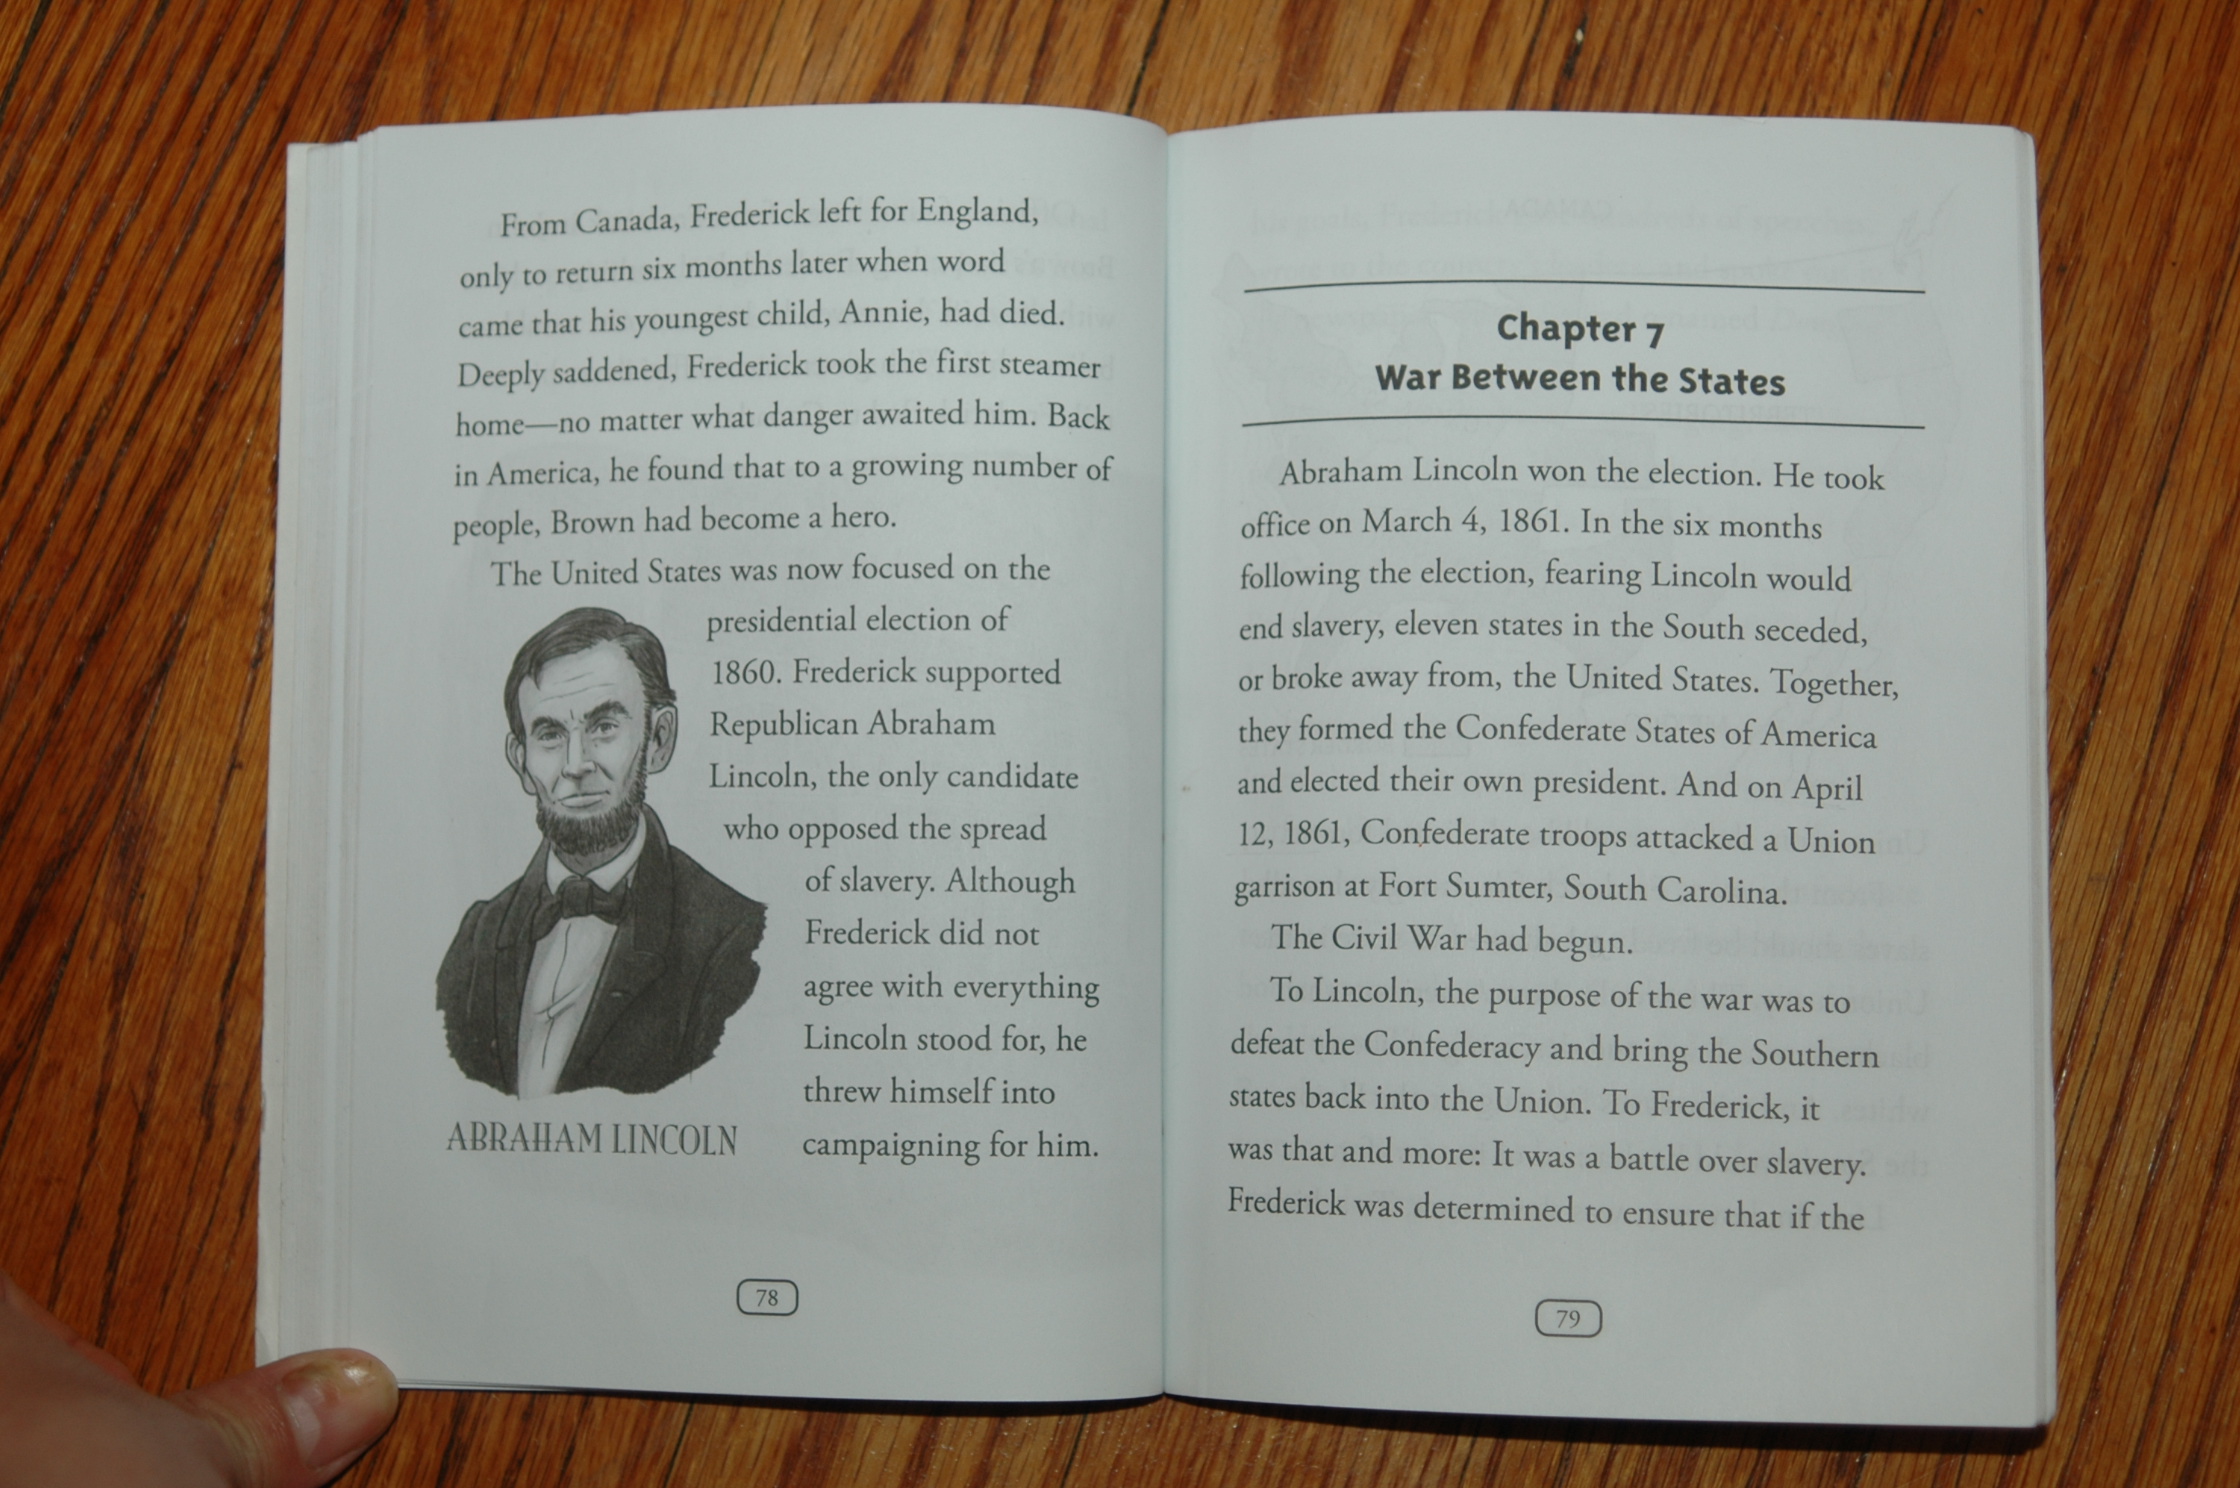 From Canada, Frederick left for England,
only to return six months later when word
came that his youngest child, Annie, had died.
Deeply saddened, Frederick took the first steamer
home—no matter what danger awaited him. Back
in America, he found that to a growing number of
people, Brown had become a hero.
The United States was now focused on the
presidential election of
1860. Frederick supported
Republican Abraham
Lincoln, the only candidate
who opposed the spread
of slavery. Although
Frederick did not
agree with everything
Lincoln stood for, he
threw himself into
campaigning for him.
ABRAHAM LINCOLN
78
Chapter 7
War Between the States
Abraham Lincoln won the election. He took
office on March 4, 1861. In the six months
following the election, fearing Lincoln would
end slavery, eleven states in the South seceded,
or broke away from, the United States. Together,
they formed the Confederate States of America
and elected their own president. And on April
12, 1861, Confederate troops attacked a Union
garrison at Fort Sumter, South Carolina.
The Civil War had begun.
To Lincoln, the purpose of the war was to
defeat the Confederacy and bring the Southern
states back into the Union. To Frederick, it
was that and more: It was a battle over slavery.
Frederick was determined to ensure that if the
79